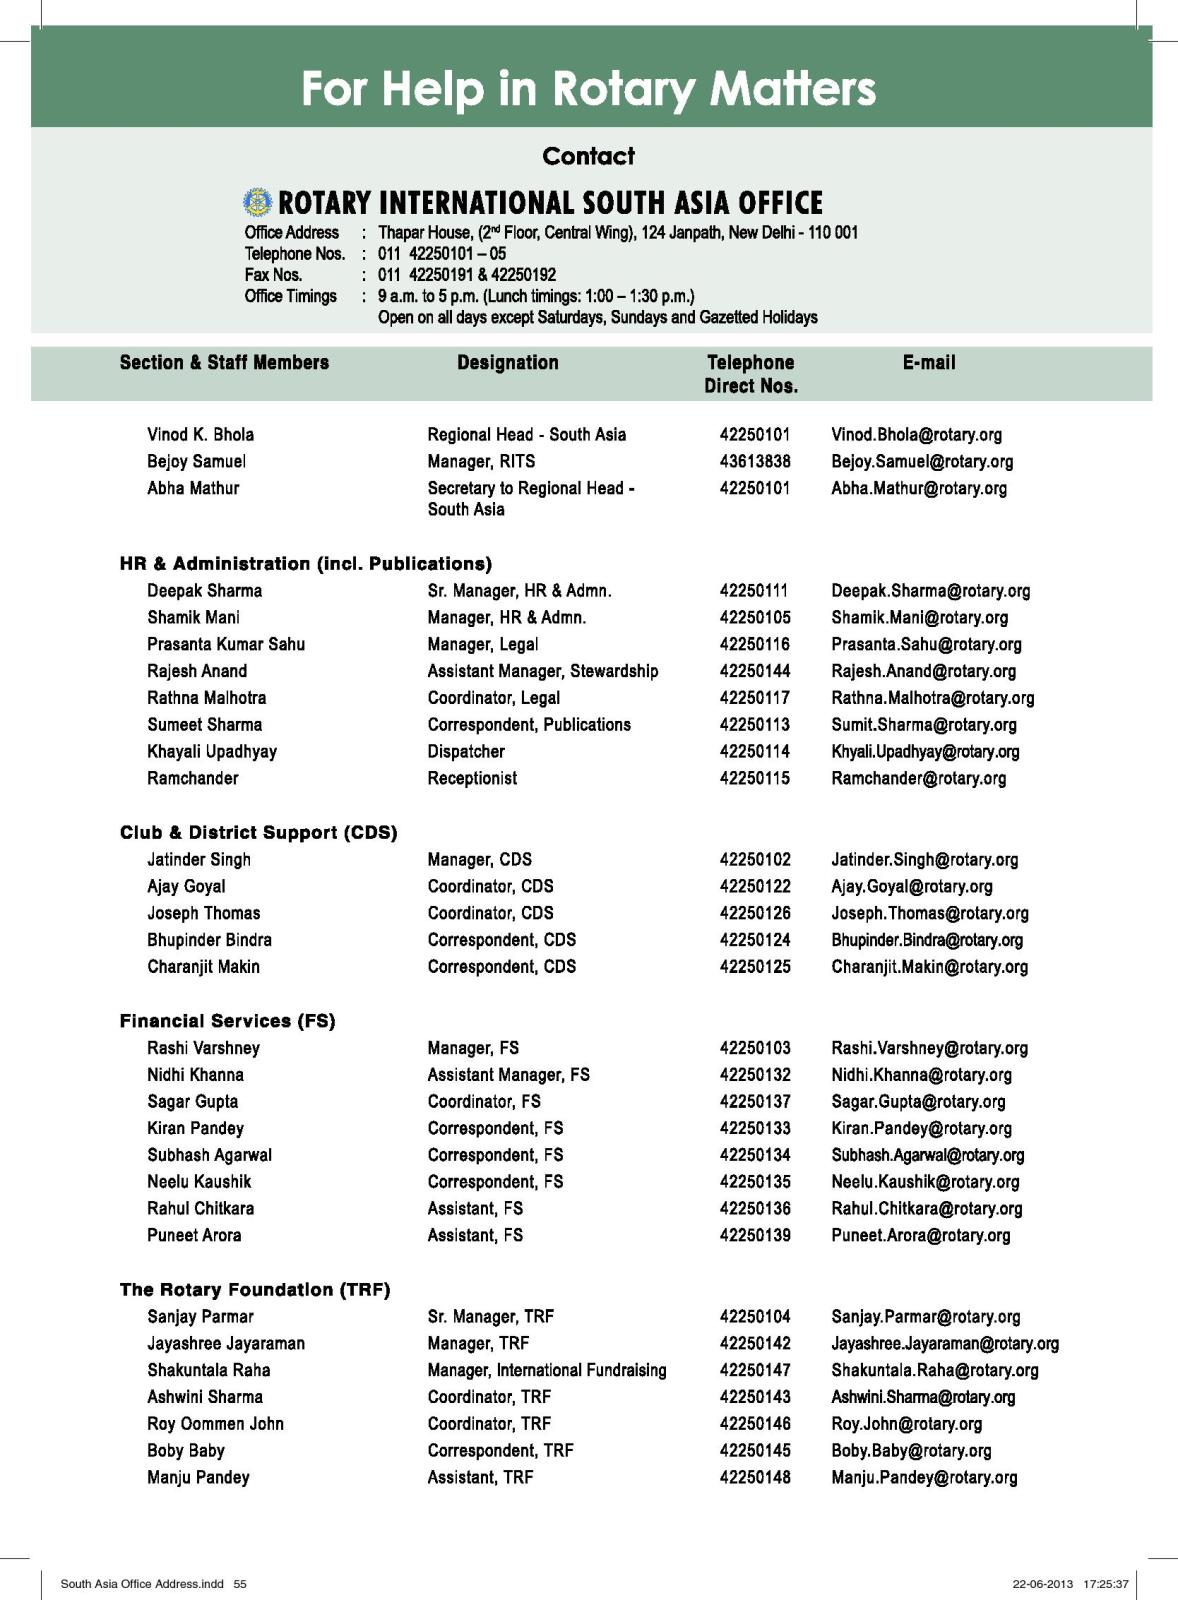 For Help in Rotary Matters
Contact
ROTARY INTERNATIONAL SOUTH ASIA OFFICE
Office Address : Thapar House, (2nd Floor, Central Wing), 124 Janpath, New Delhi - 110 001
Telephone Nos. : 011 42250101 – 05
Fax Nos. : 011 42250191 & 42250192
Office Timings : 9 a.m. to 5 p.m. (Lunch timings: 1:00 – 1:30 p.m.)
Open on all days except Saturdays, Sundays and Gazetted Holidays
Section & Staff Members Designation Telephone E-mail
Direct Nos.
Vinod K. Bhola Regional Head - South Asia 42250101 Vinod.Bhola@rotary.org
Bejoy Samuel Manager, RITS 43613838 Bejoy.Samuel@rotary.org
Abha Mathur Secretary to Regional Head - 42250101 Abha.Mathur@rotary.org
South Asia
HR & Administration (incl. Publications)
Deepak Sharma Sr. Manager, HR & Admn. 42250111 Deepak.Sharma@rotary.org
Shamik Mani Manager, HR & Admn. 42250105 Shamik.Mani@rotary.org
Prasanta Kumar Sahu Manager, Legal 42250116 Prasanta.Sahu@rotary.org
Rajesh Anand Assistant Manager, Stewardship 42250144 Rajesh.Anand@rotary.org
Rathna Malhotra Coordinator, Legal 42250117 Rathna.Malhotra@rotary.org
Sumeet Sharma Correspondent, Publications 42250113 Sumit.Sharma@rotary.org
Khayali Upadhyay Dispatcher 42250114 Khyali.Upadhyay@rotary.org
Ramchander Receptionist 42250115 Ramchander@rotary.org
Club & District Support (CDS)
Jatinder Singh Manager, CDS 42250102 Jatinder.Singh@rotary.org
Ajay Goyal Coordinator, CDS 42250122 Ajay.Goyal@rotary.org
Joseph Thomas Coordinator, CDS 42250126 Joseph.Thomas@rotary.org
Bhupinder Bindra Correspondent, CDS 42250124 Bhupinder.Bindra@rotary.org
Charanjit Makin Correspondent, CDS 42250125 Charanjit.Makin@rotary.org
Financial Services (FS)
Rashi Varshney Manager, FS 42250103 Rashi.Varshney@rotary.org
Nidhi Khanna Assistant Manager, FS 42250132 Nidhi.Khanna@rotary.org
Sagar Gupta Coordinator, FS 42250137 Sagar.Gupta@rotary.org
Kiran Pandey Correspondent, FS 42250133 Kiran.Pandey@rotary.org
Subhash Agarwal Correspondent, FS 42250134 Subhash.Agarwal@rotary.org
Neelu Kaushik Correspondent, FS 42250135 Neelu.Kaushik@rotary.org
Rahul Chitkara Assistant, FS 42250136 Rahul.Chitkara@rotary.org
Puneet Arora Assistant, FS 42250139 Puneet.Arora@rotary.org
The Rotary Foundation (TRF)
Sanjay Parmar Sr. Manager, TRF 42250104 Sanjay.Parmar@rotary.org
Jayashree Jayaraman Manager, TRF 42250142 Jayashree.Jayaraman@rotary.org
Shakuntala Raha Manager, International Fundraising 42250147 Shakuntala.Raha@rotary.org
Ashwini Sharma Coordinator, TRF 42250143 Ashwini.Sharma@rotary.org
Roy Oommen John Coordinator, TRF 42250146 Roy.John@rotary.org
Boby Baby Correspondent, TRF 42250145 Boby.Baby@rotary.org
Manju Pandey Assistant, TRF 42250148 Manju.Pandey@rotary.org
South Asia Office Address.indd 55 22-06-2013 17:25:37